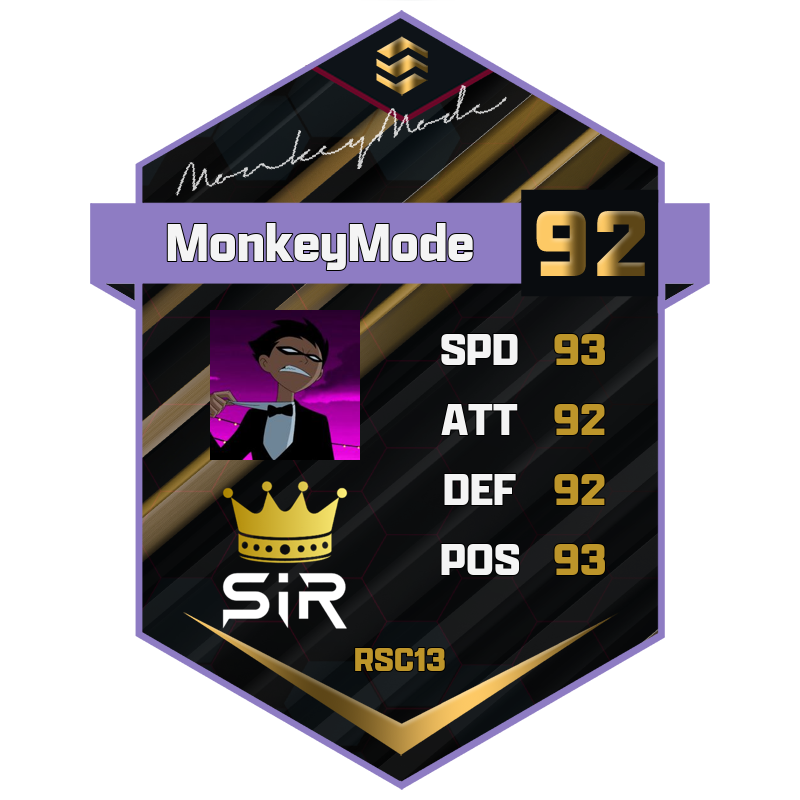 MonkeyMode
MonkeyMode 92
SPD 93
ATT 92
DEF 92
POS 93
SiR
RSC13